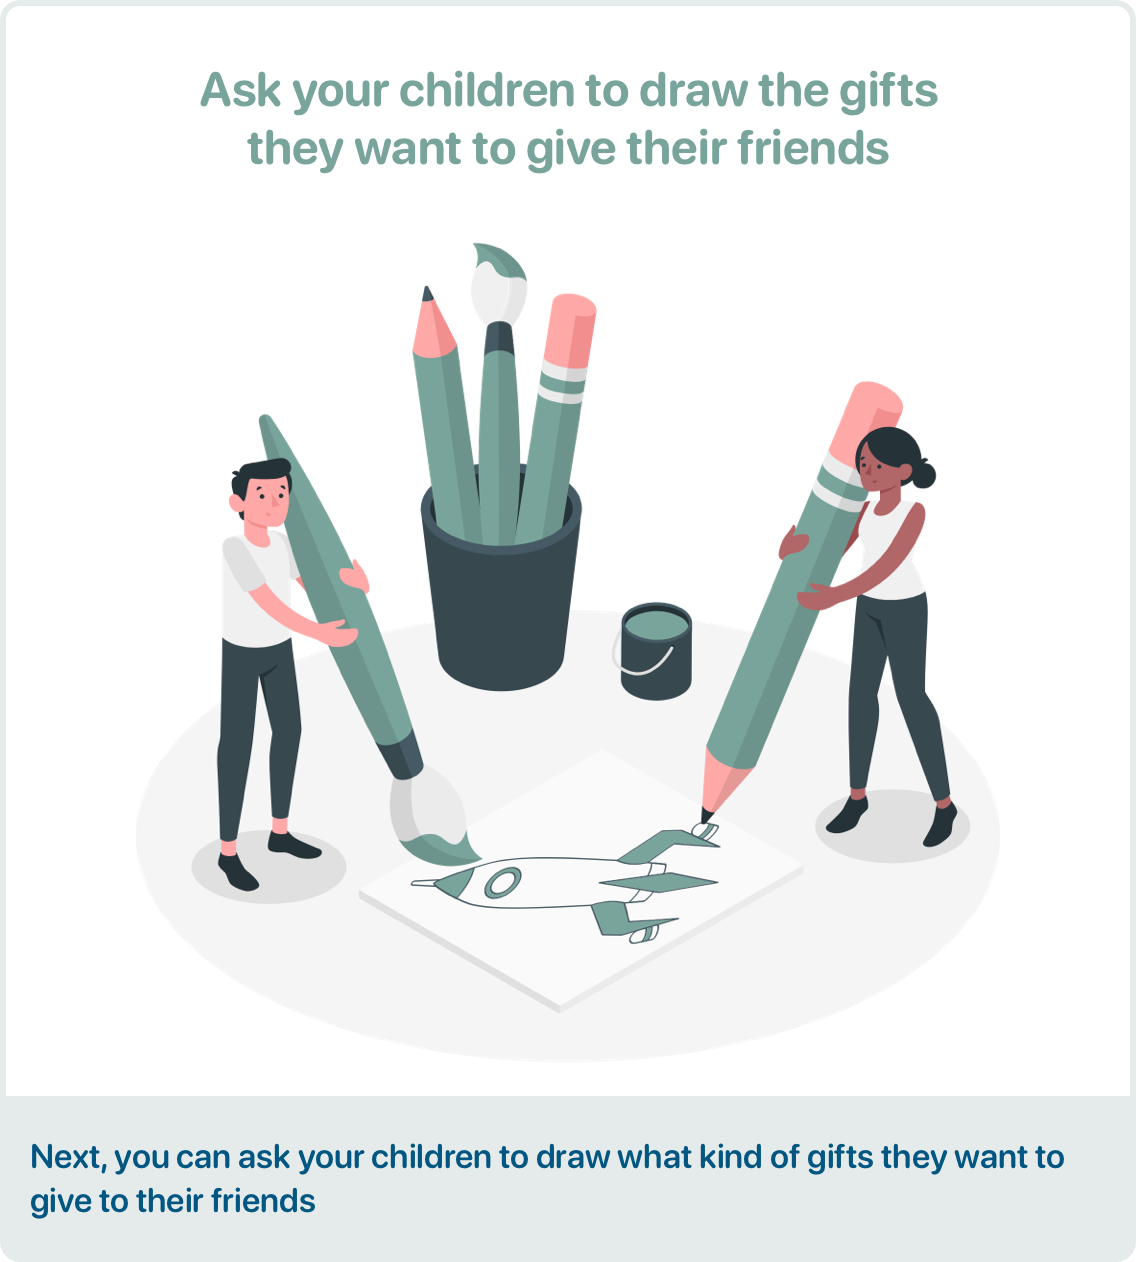 Ask your children to draw the gifts
they want to give their friends
Next, you can ask your children to draw what kind of gifts they want to
give to their friends